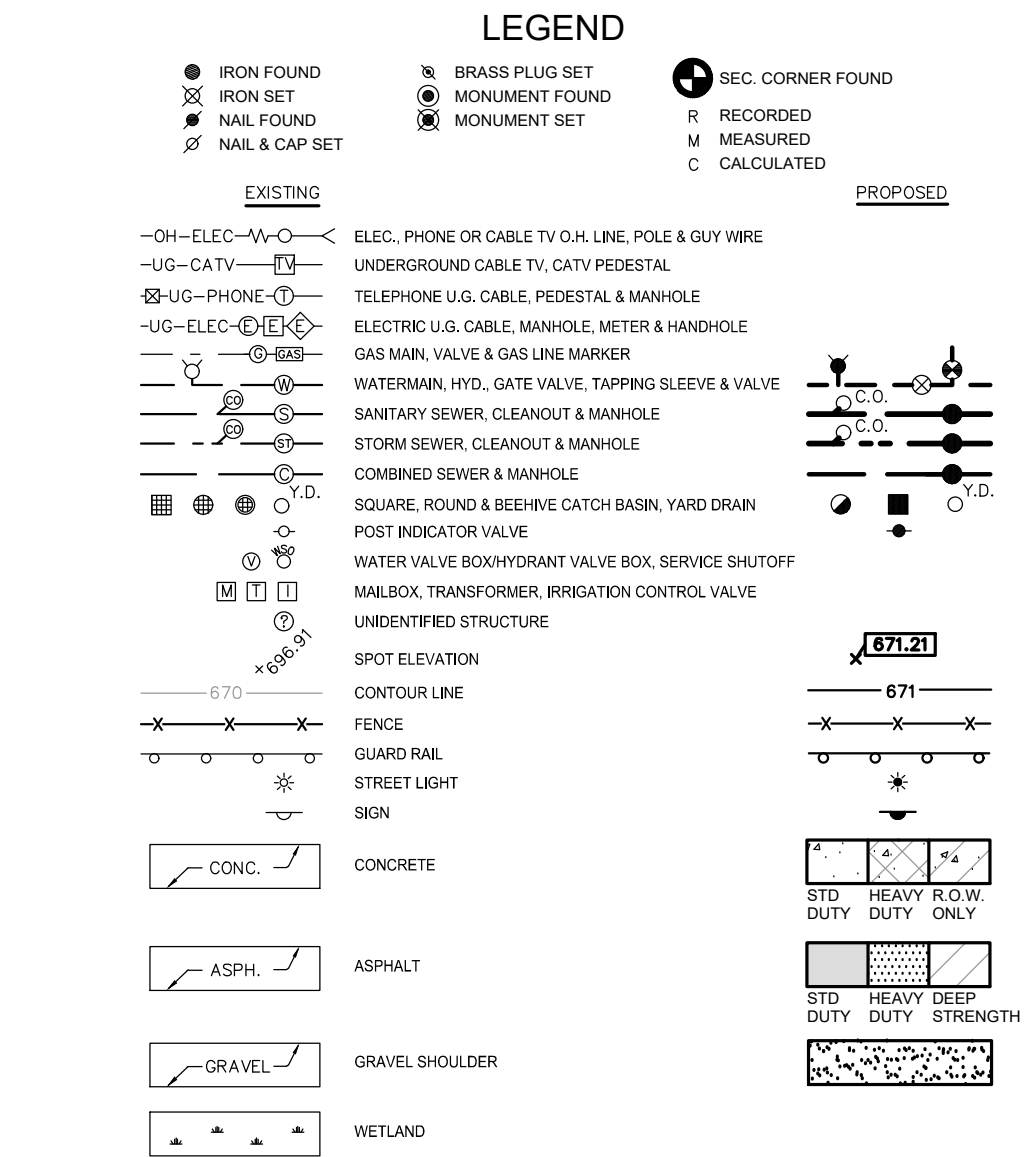 LEGEND
IRON FOUND
IRON SET
NAIL FOUND
NAIL & CAP SET
BRASS PLUG SET
MONUMENT FOUND
MONUMENT SET
SEC. CORNER FOUND
R RECORDED
M MEASURED
C CALCULATED
EXISTING
PROPOSED
OH-ELEC ELEC., PHONE OR CABLE TV O.H. LINE, POLE & GUY WIRE
UG-CATV TV UNDERGROUND CABLE TV, CATV PEDESTAL
UG-PHONE T TELEPHONE U.G. CABLE, PEDESTAL & MANHOLE
UG-ELEC E E E ELECTRIC U.G. CABLE, MANHOLE, METER & HANDHOLE
G GAS GAS MAIN, VALVE & GAS LINE MARKER
W WATERMAIN, HYD., GATE VALVE, TAPPING SLEEVE & VALVE
CO S SANITARY SEWER, CLEANOUT & MANHOLE C.O.
CO ST STORM SEWER, CLEANOUT & MANHOLE C.O.
C COMBINED SEWER & MANHOLE
Y.D. SQUARE, ROUND & BEEHIVE CATCH BASIN, YARD DRAIN Y.D.
POST INDICATOR VALVE
V WSO WATER VALVE BOX/HYDRANT VALVE BOX, SERVICE SHUTOFF
M T I MAILBOX, TRANSFORMER, IRRIGATION CONTROL VALVE
? UNIDENTIFIED STRUCTURE
696.91 SPOT ELEVATION 671.21
670 CONTOUR LINE 671
FENCE
GUARD RAIL
STREET LIGHT
SIGN
CONC. CONCRETE
STD DUTY
HEAVY DUTY
R.O.W. ONLY
ASPH. ASPHALT
STD DUTY
HEAVY DUTY
DEEP STRENGTH
GRAVEL GRAVEL SHOULDER
WETLAND